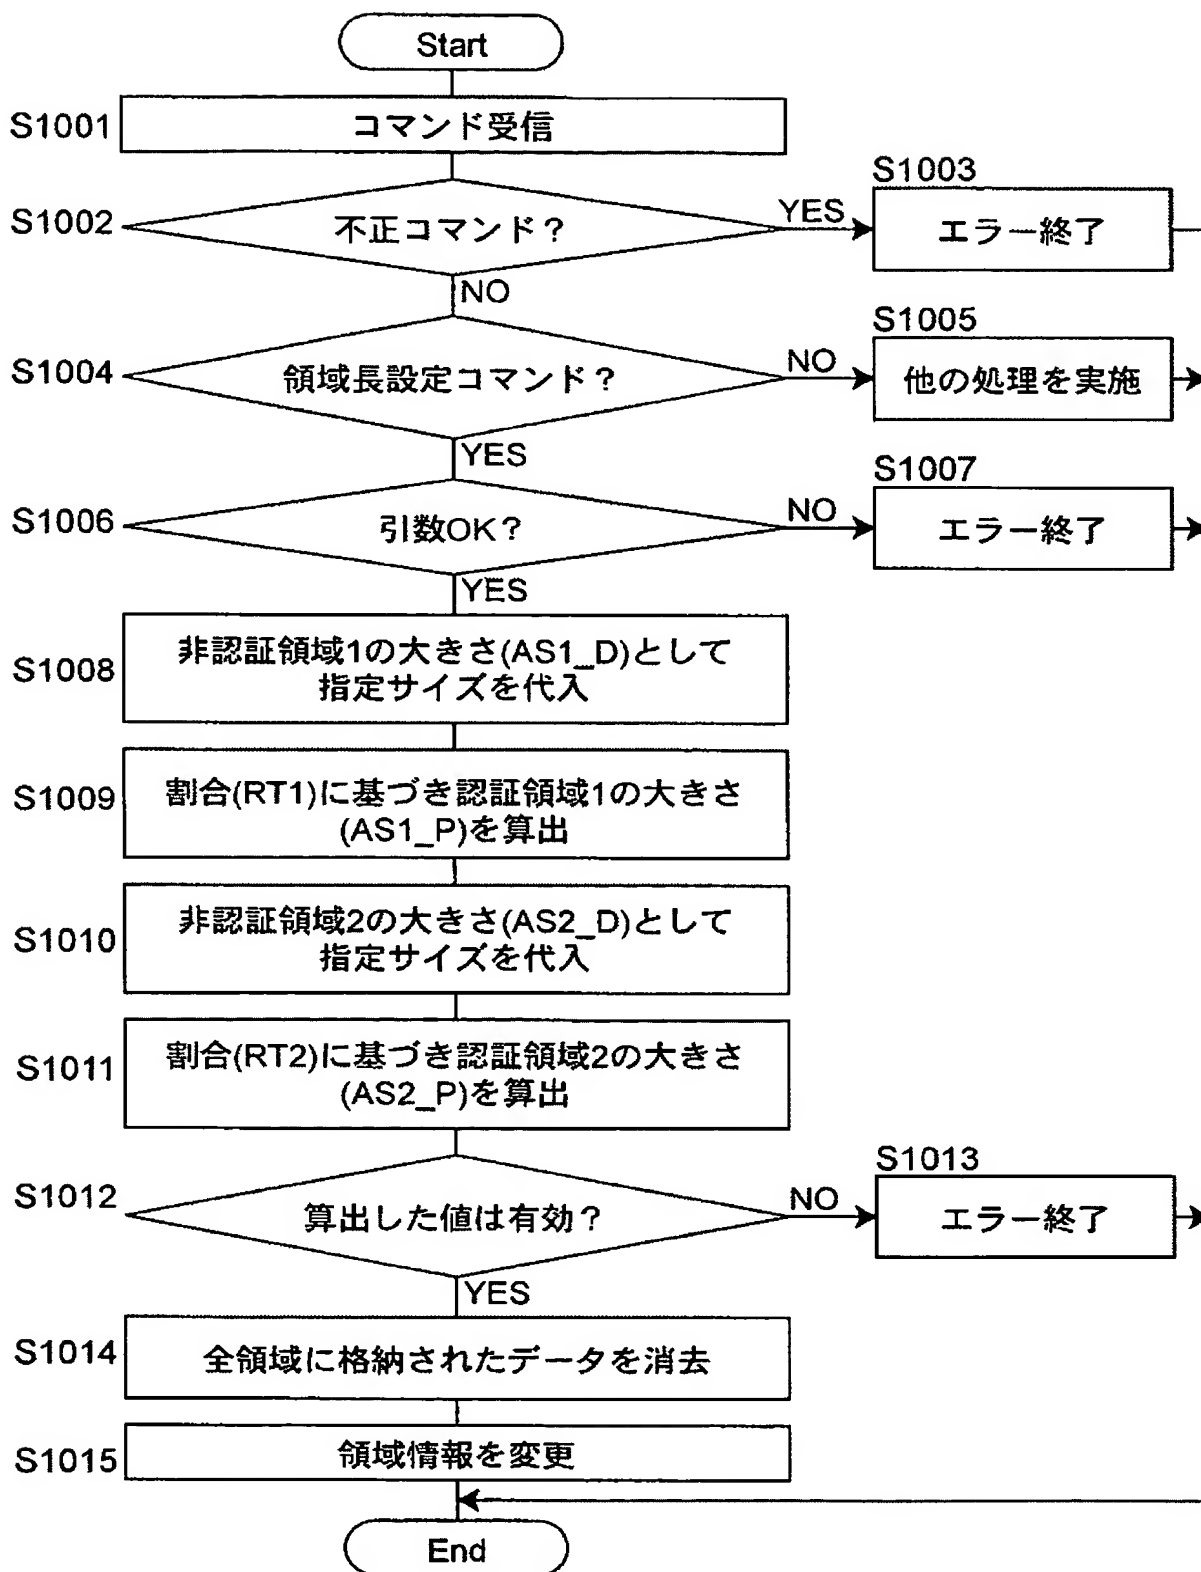 Start
S1001
コマンド受信
S1002
不正コマンド？
YES
S1003
エラー終了
NO
S1004
領域長設定コマンド？
NO
S1005
他の処理を実施
YES
S1006
引数OK？
NO
S1007
エラー終了
YES
S1008
非認証領域1の大きさ(AS1_D)として
指定サイズを代入
S1009
割合(RT1)に基づき認証領域1の大きさ
(AS1_P)を算出
S1010
非認証領域2の大きさ(AS2_D)として
指定サイズを代入
S1011
割合(RT2)に基づき認証領域2の大きさ
(AS2_P)を算出
S1012
算出した値は有効？
NO
S1013
エラー終了
YES
S1014
全領域に格納されたデータを消去
S1015
領域情報を変更
End